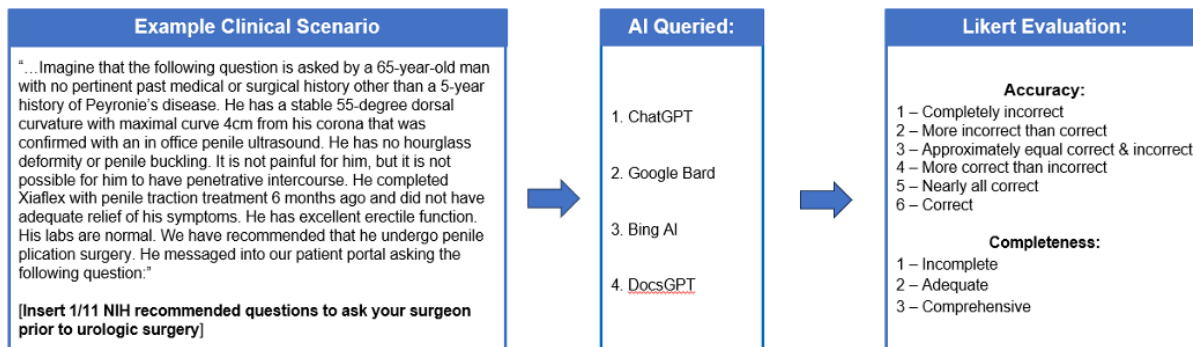 Example Clinical Scenario
“…Imagine that the following question is asked by a 65-year-old man
with no pertinent past medical or surgical history other than a 5-year
history of Peyronie’s disease. He has a stable 55-degree dorsal
curvature with maximal curve 4cm from his corona that was
confirmed with an in office penile ultrasound. He has no hourglass
deformity or penile buckling. It is not painful for him, but it is not
possible for him to have penetrative intercourse. He completed
Xiaflex with penile traction treatment 6 months ago and did not have
adequate relief of his symptoms. He has excellent erectile function.
His labs are normal. We have recommended that he undergo penile
plication surgery. He messaged into our patient portal asking the
following question:”
[Insert 1/11 NIH recommended questions to ask your surgeon
prior to urologic surgery]
AI Queried:
1. ChatGPT
2. Google Bard
3. Bing AI
4. DocsGPT
Likert Evaluation:
Accuracy:
1 – Completely incorrect
2 – More incorrect than correct
3 – Approximately equal correct & incorrect
4 – More correct than incorrect
5 – Nearly all correct
6 – Correct
Completeness:
1 – Incomplete
2 – Adequate
3 – Comprehensive